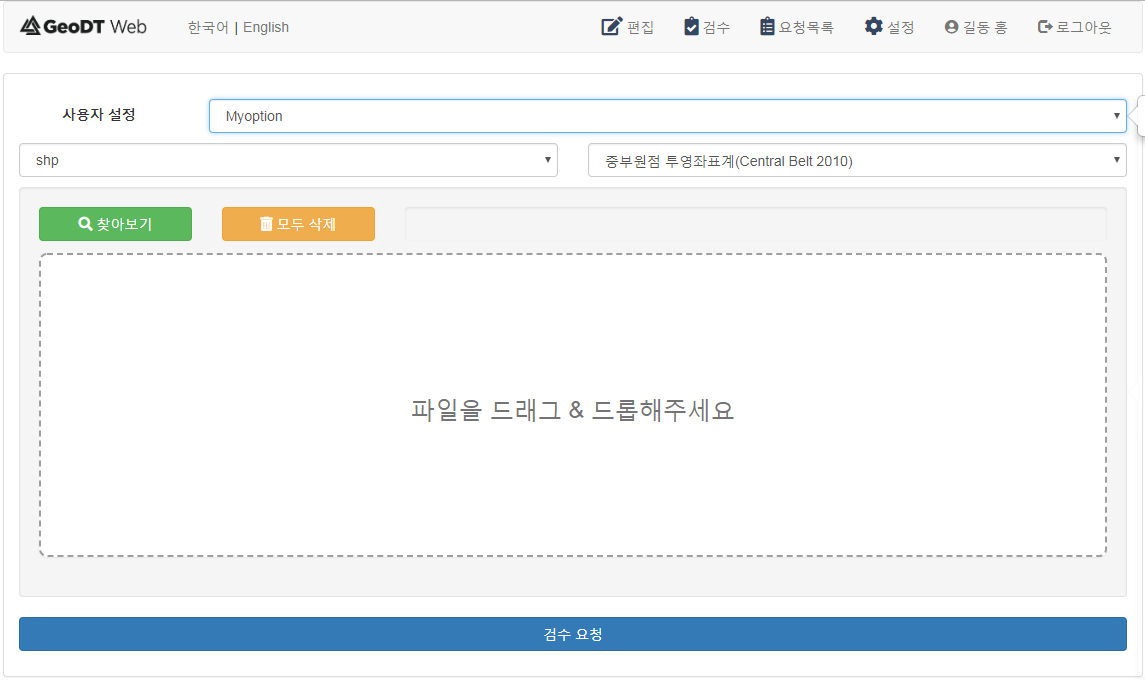 GeoDT Web 한국어 | English 편집 검수 요청목록 설정 길동 홍 로그아웃
사용자 설정 Myoption
shp 중부원점 투영좌표계(Central Belt 2010)
찾아보기 모두 삭제
파일을 드래그 & 드롭해주세요
검수 요청